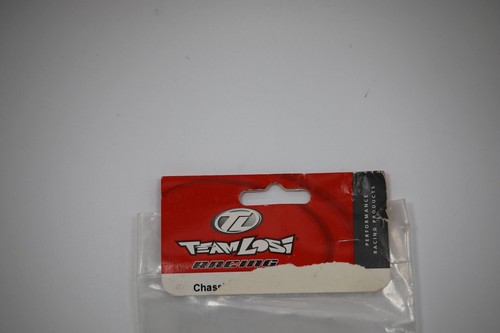 TL
TEAM LOSI
RACING
Chass
PERFORMANCE
RACING PRODUCTS